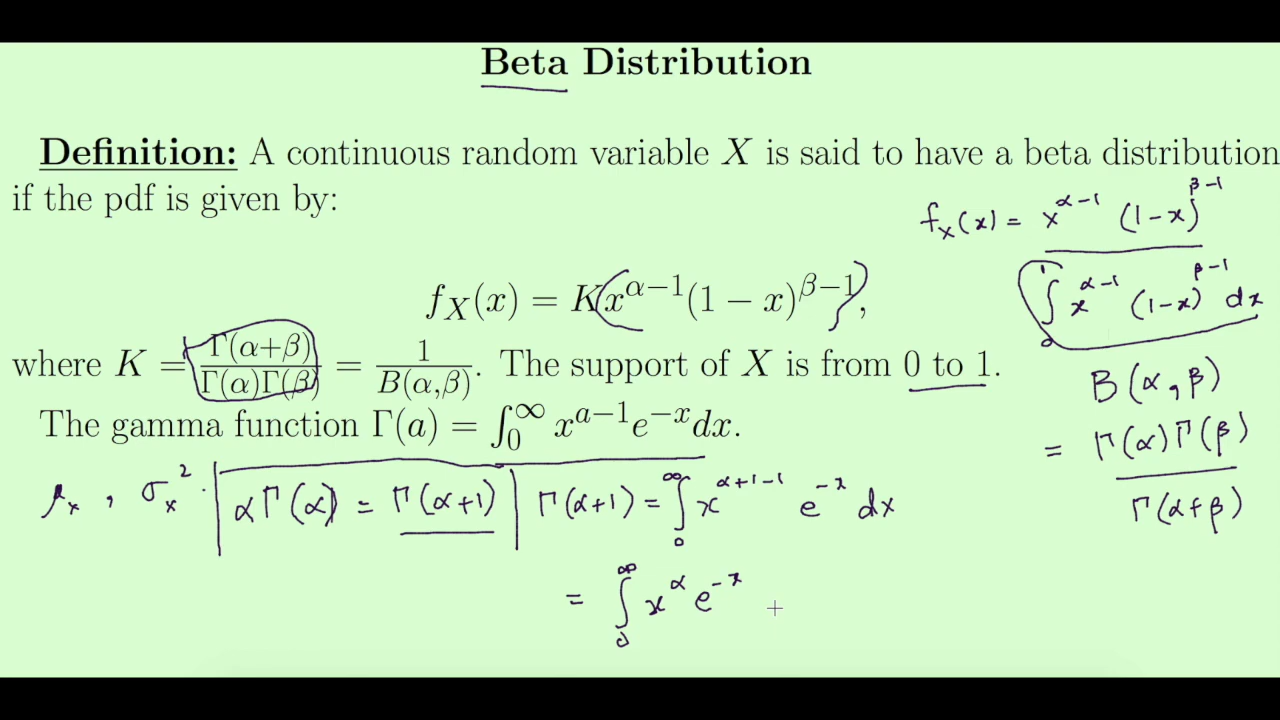 Beta Distribution
Definition: A continuous random variable X is said to have a beta distribution
if the pdf is given by:
f_X(x) = x^{α-1} (1-x)^{β-1}
f_X(x) = Kx^{α−1}(1 − x)^{β−1},
∫_0^1 x^{α-1} (1-x)^{β-1} dx
where K = Γ(α+β)/Γ(α)Γ(β) = 1/B(α,β). The support of X is from 0 to 1.
B(α,β)
The gamma function Γ(a) = ∫_0^∞ x^{a−1}e^{−x}dx.
= Γ(α)Γ(β)/Γ(α+β)
μ_x , σ_x^2 . αΓ(α) = Γ(α+1) | Γ(α+1) = ∫_0^∞ x^{α+1-1} e^{-x} dx
= ∫_0^∞ x^α e^{-x}